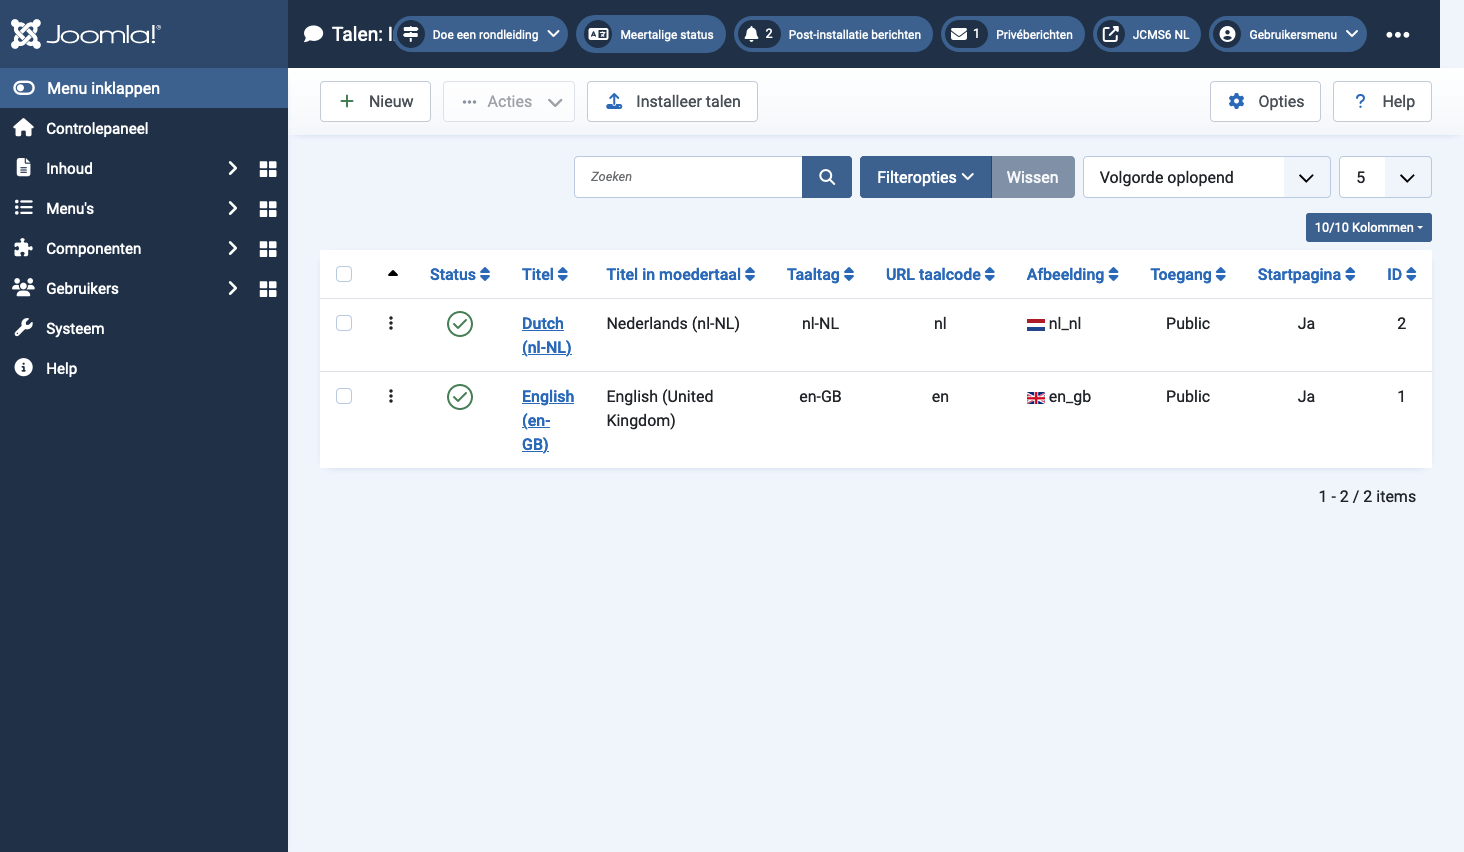 Joomla!®
Talen: I
Doe een rondleiding
Meertalige status
2 Post-installatie berichten
1 Privéberichten
JCMS6 NL
Gebruikersmenu
Menu inklappen
Controlepaneel
Inhoud
Menu's
Componenten
Gebruikers
Systeem
Help
Nieuw
Acties
Installeer talen
Opties
? Help
Zoeken
Filteropties
Wissen
Volgorde oplopend
5
10/10 Kolommen
Status Titel Titel in moedertaal Taaltag URL taalcode Afbeelding Toegang Startpagina ID
Dutch (nl-NL) Nederlands (nl-NL) nl-NL nl nl_nl Public Ja 2
English (en-GB) English (United Kingdom) en-GB en en_gb Public Ja 1
1 - 2 / 2 items